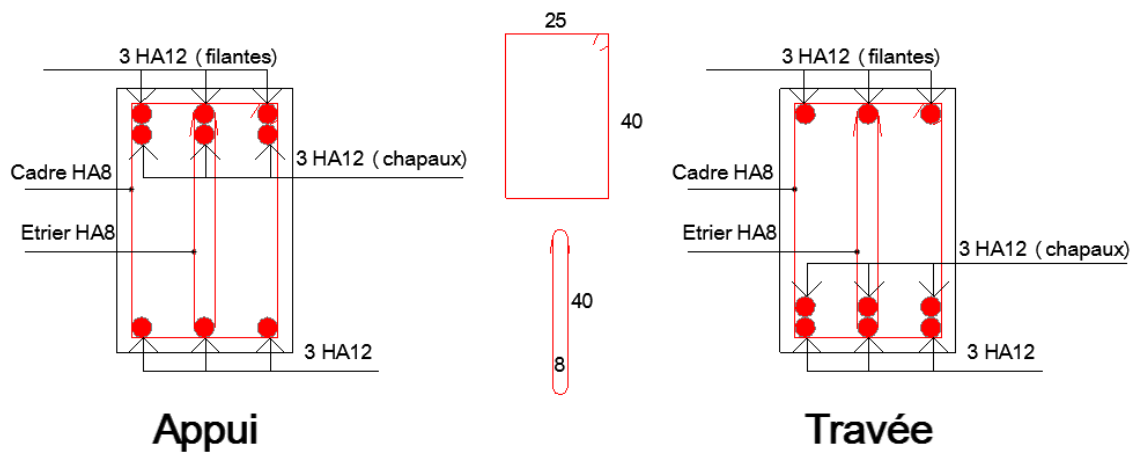 3 HA12 ( filantes)
3 HA12 ( chapaux)
Cadre HA8
Etrier HA8
3 HA12
Appui
25
40
40
8
3 HA12 ( filantes)
Cadre HA8
Etrier HA8
3 HA12 ( chapaux)
3 HA12
Travée